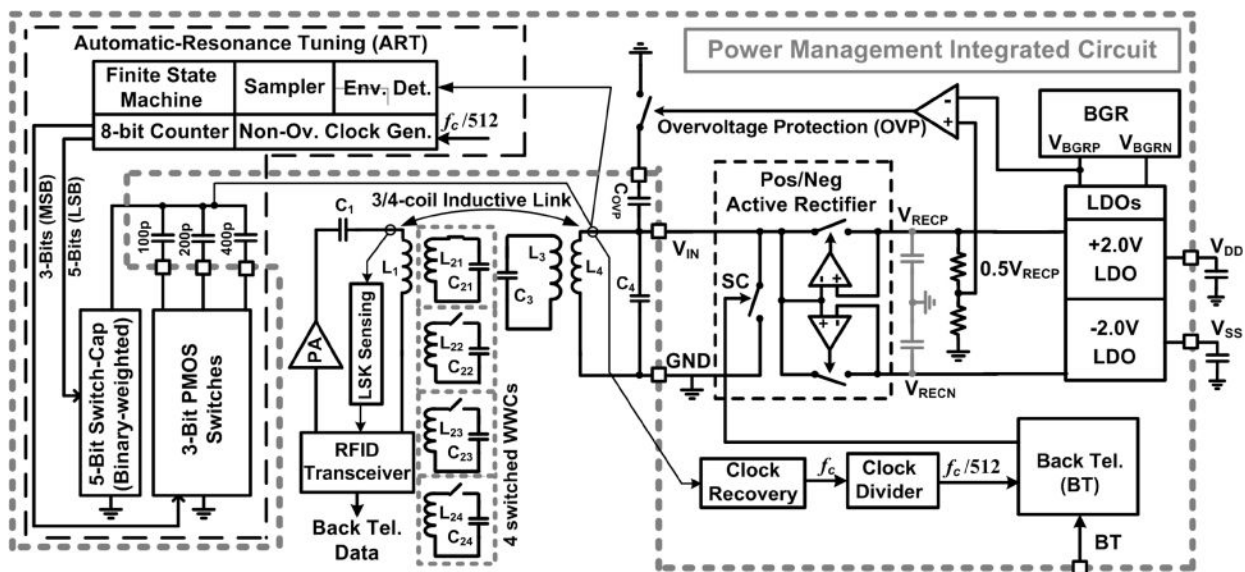 Automatic-Resonance Tuning (ART)
Finite State Machine
Sampler
Env. Det.
8-bit Counter
Non-Ov. Clock Gen.
fc/512
3-Bits (MSB)
5-Bits (LSB)
100p
200p
400p
5-Bit Switch-Cap
(Binary-weighted)
3-Bit PMOS
Switches
3/4-coil Inductive Link
C1
L1
PA
LSK Sensing
RFID
Transceiver
Back Tel.
Data
L21
C21
L22
C22
L23
C23
L24
C24
4 switched WWCs
C3
L3
L4
C4
COVP
VIN
GND
Power Management Integrated Circuit
Overvoltage Protection (OVP)
-
+
BGR
VBGRP
VBGRN
Pos/Neg
Active Rectifier
SC
-
+
+
-
VRECP
0.5VRECP
VRECN
LDOs
+2.0V
LDO
-2.0V
LDO
VDD
VSS
Clock
Recovery
fc
Clock
Divider
fc/512
Back Tel.
(BT)
BT